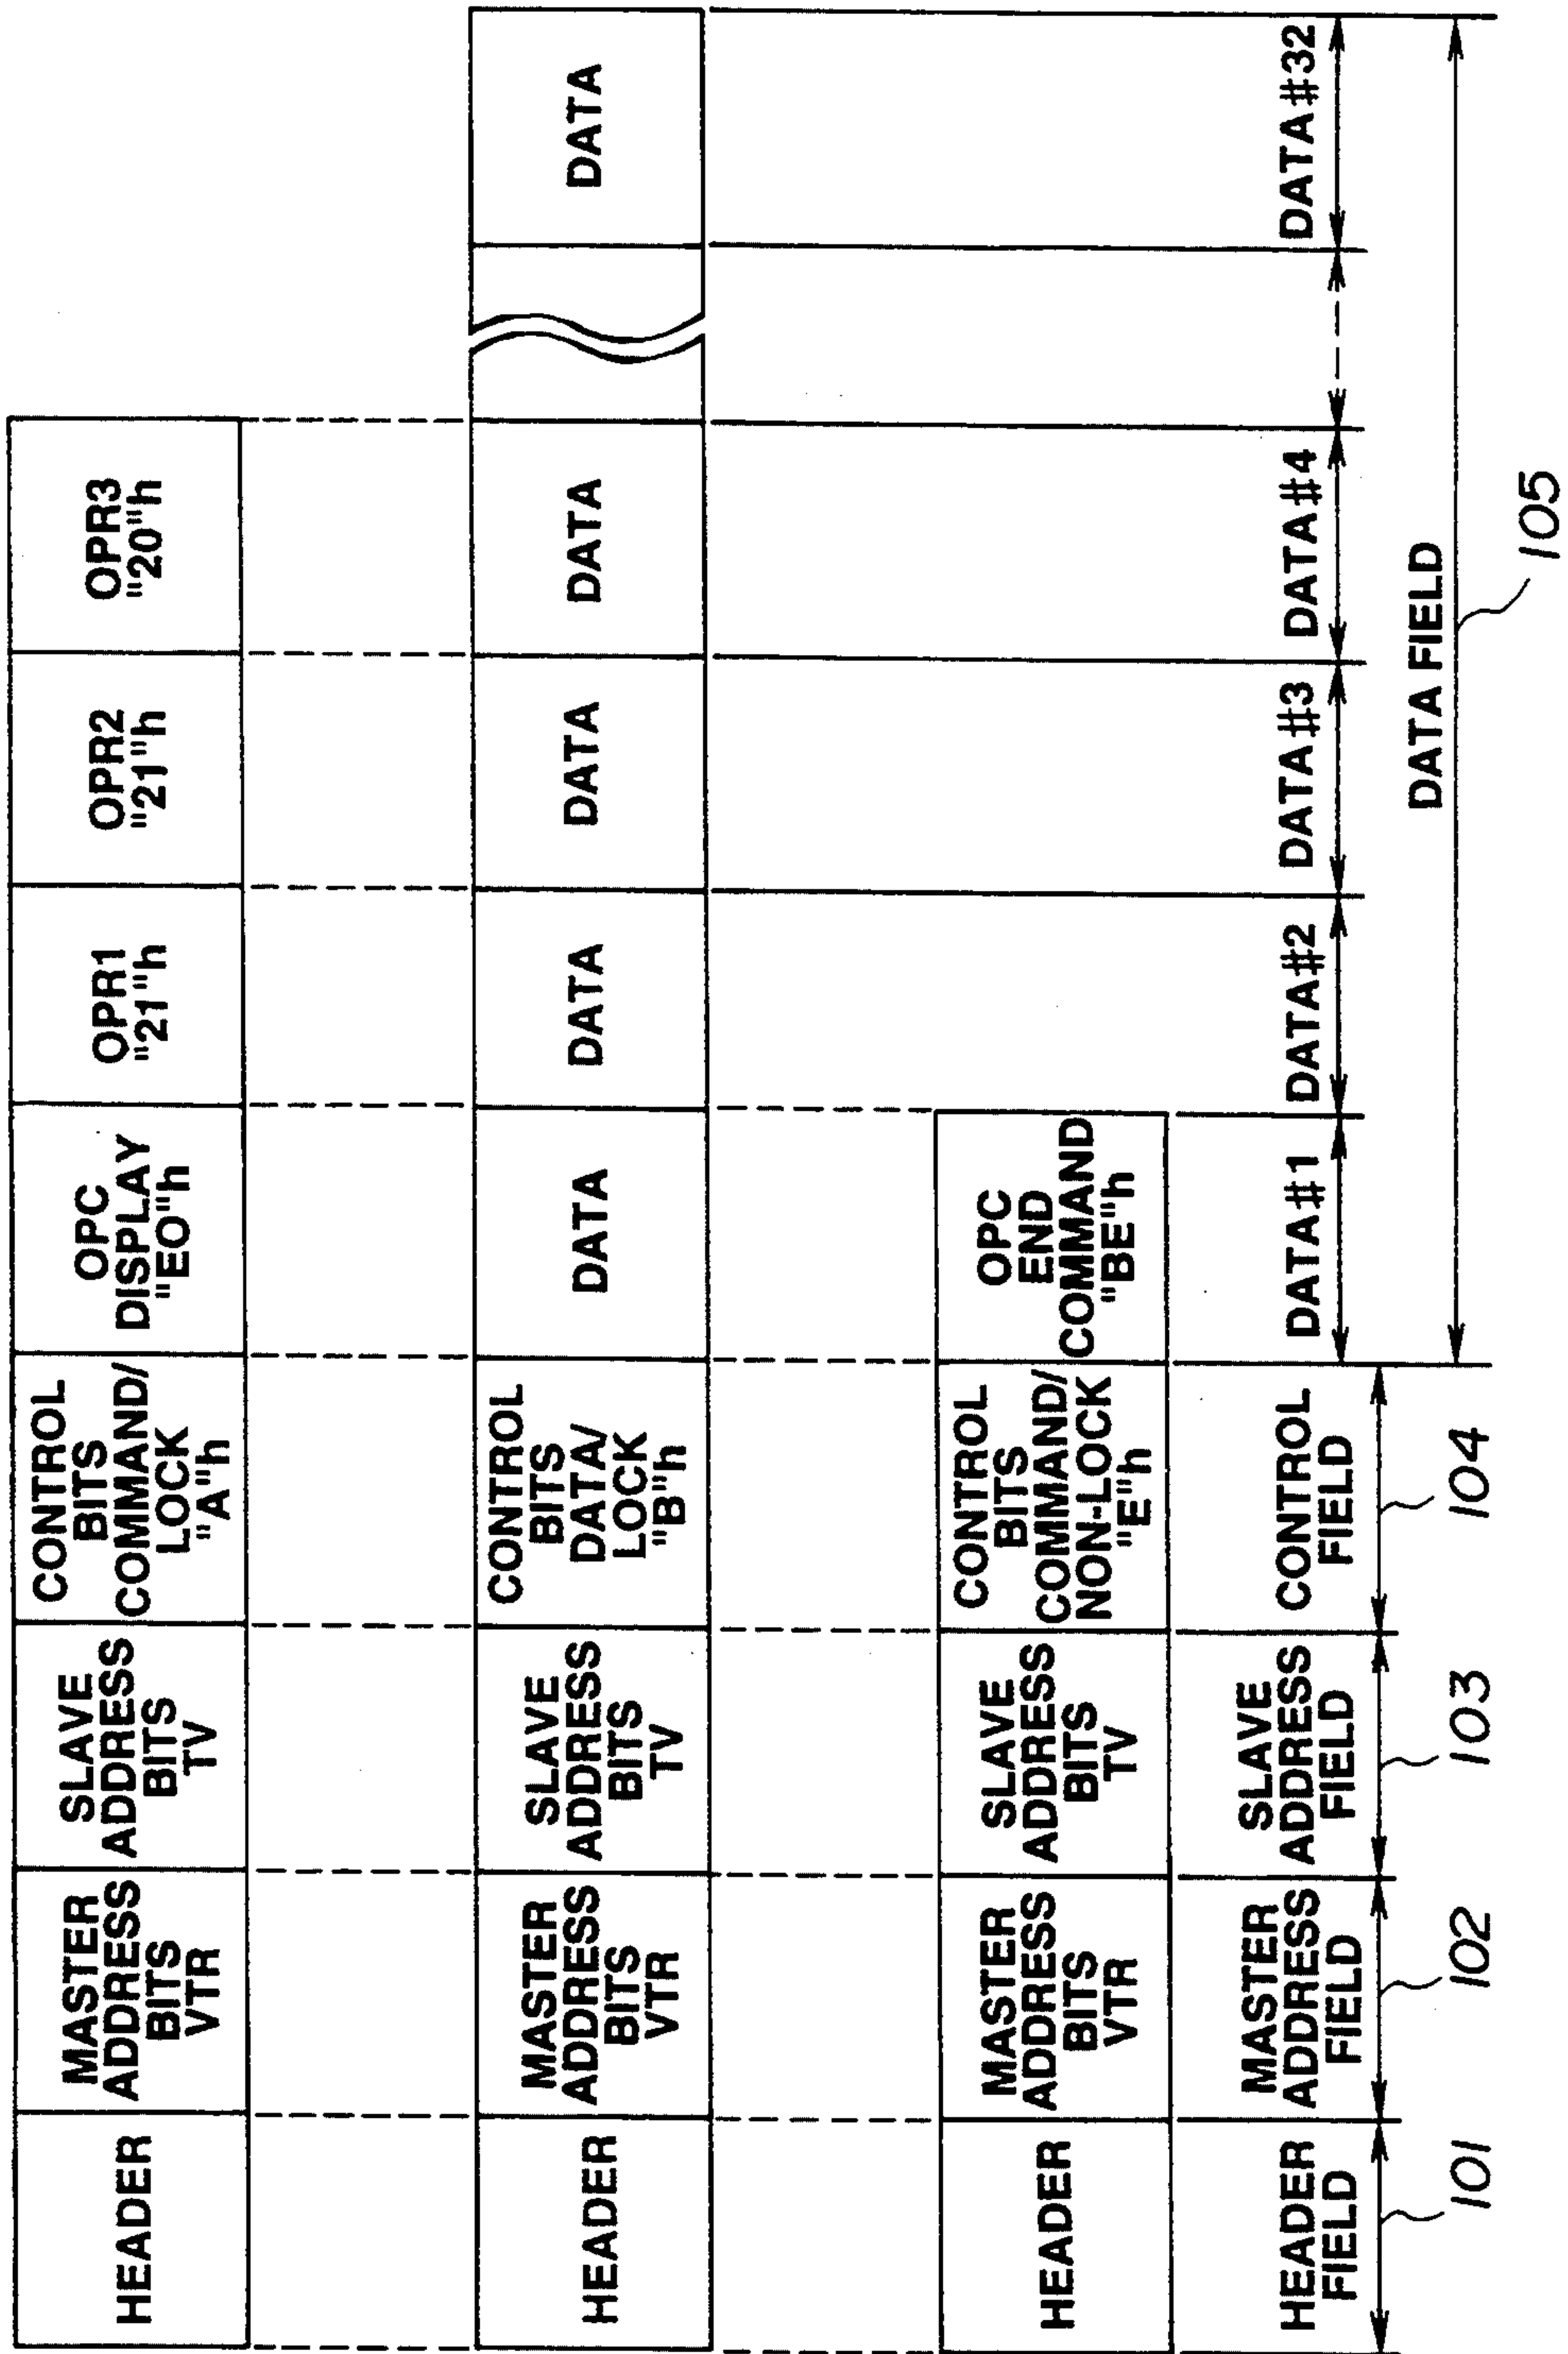 HEADER
MASTER
ADDRESS
BITS
VTR
SLAVE
ADDRESS
BITS
TV
CONTROL
BITS
COMMAND/
LOCK
"A"h
OPC
DISPLAY
"EO"h
OPR1
"21"h
OPR2
"21"h
OPR3
"20"h
HEADER
MASTER
ADDRESS
BITS
VTR
SLAVE
ADDRESS
BITS
TV
CONTROL
BITS
DATA/
LOCK
"B"h
DATA
DATA
DATA
DATA
DATA
HEADER
MASTER
ADDRESS
BITS
VTR
SLAVE
ADDRESS
BITS
TV
CONTROL
BITS
COMMAND/
NON-LOCK
"E"h
OPC
END
COMMAND
"BE"h
HEADER
FIELD
MASTER
ADDRESS
FIELD
SLAVE
ADDRESS
FIELD
CONTROL
FIELD
DATA#1
DATA#2
DATA#3
DATA#4
DATA#32
DATA FIELD
101
102
103
104
105